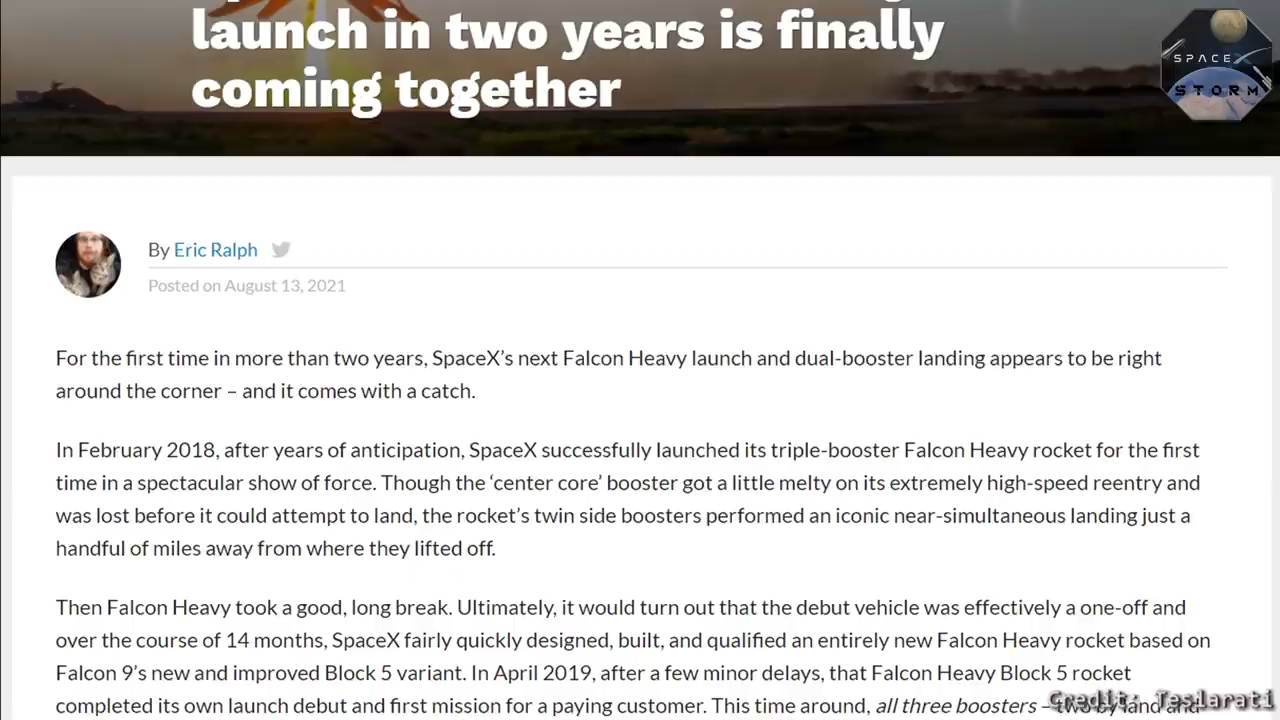 launch in two years is finally
coming together
SPACEX
STORM
By Eric Ralph
Posted on August 13, 2021
For the first time in more than two years, SpaceX’s next Falcon Heavy launch and dual-booster landing appears to be right
around the corner – and it comes with a catch.
In February 2018, after years of anticipation, SpaceX successfully launched its triple-booster Falcon Heavy rocket for the first
time in a spectacular show of force. Though the ‘center core’ booster got a little melty on its extremely high-speed reentry and
was lost before it could attempt to land, the rocket’s twin side boosters performed an iconic near-simultaneous landing just a
handful of miles away from where they lifted off.
Then Falcon Heavy took a good, long break. Ultimately, it would turn out that the debut vehicle was effectively a one-off and
over the course of 14 months, SpaceX fairly quickly designed, built, and qualified an entirely new Falcon Heavy rocket based on
Falcon 9’s new and improved Block 5 variant. In April 2019, after a few minor delays, that Falcon Heavy Block 5 rocket
completed its own launch debut and first mission for a paying customer. This time around, all three boosters – two by land and
Credit: Teslarati